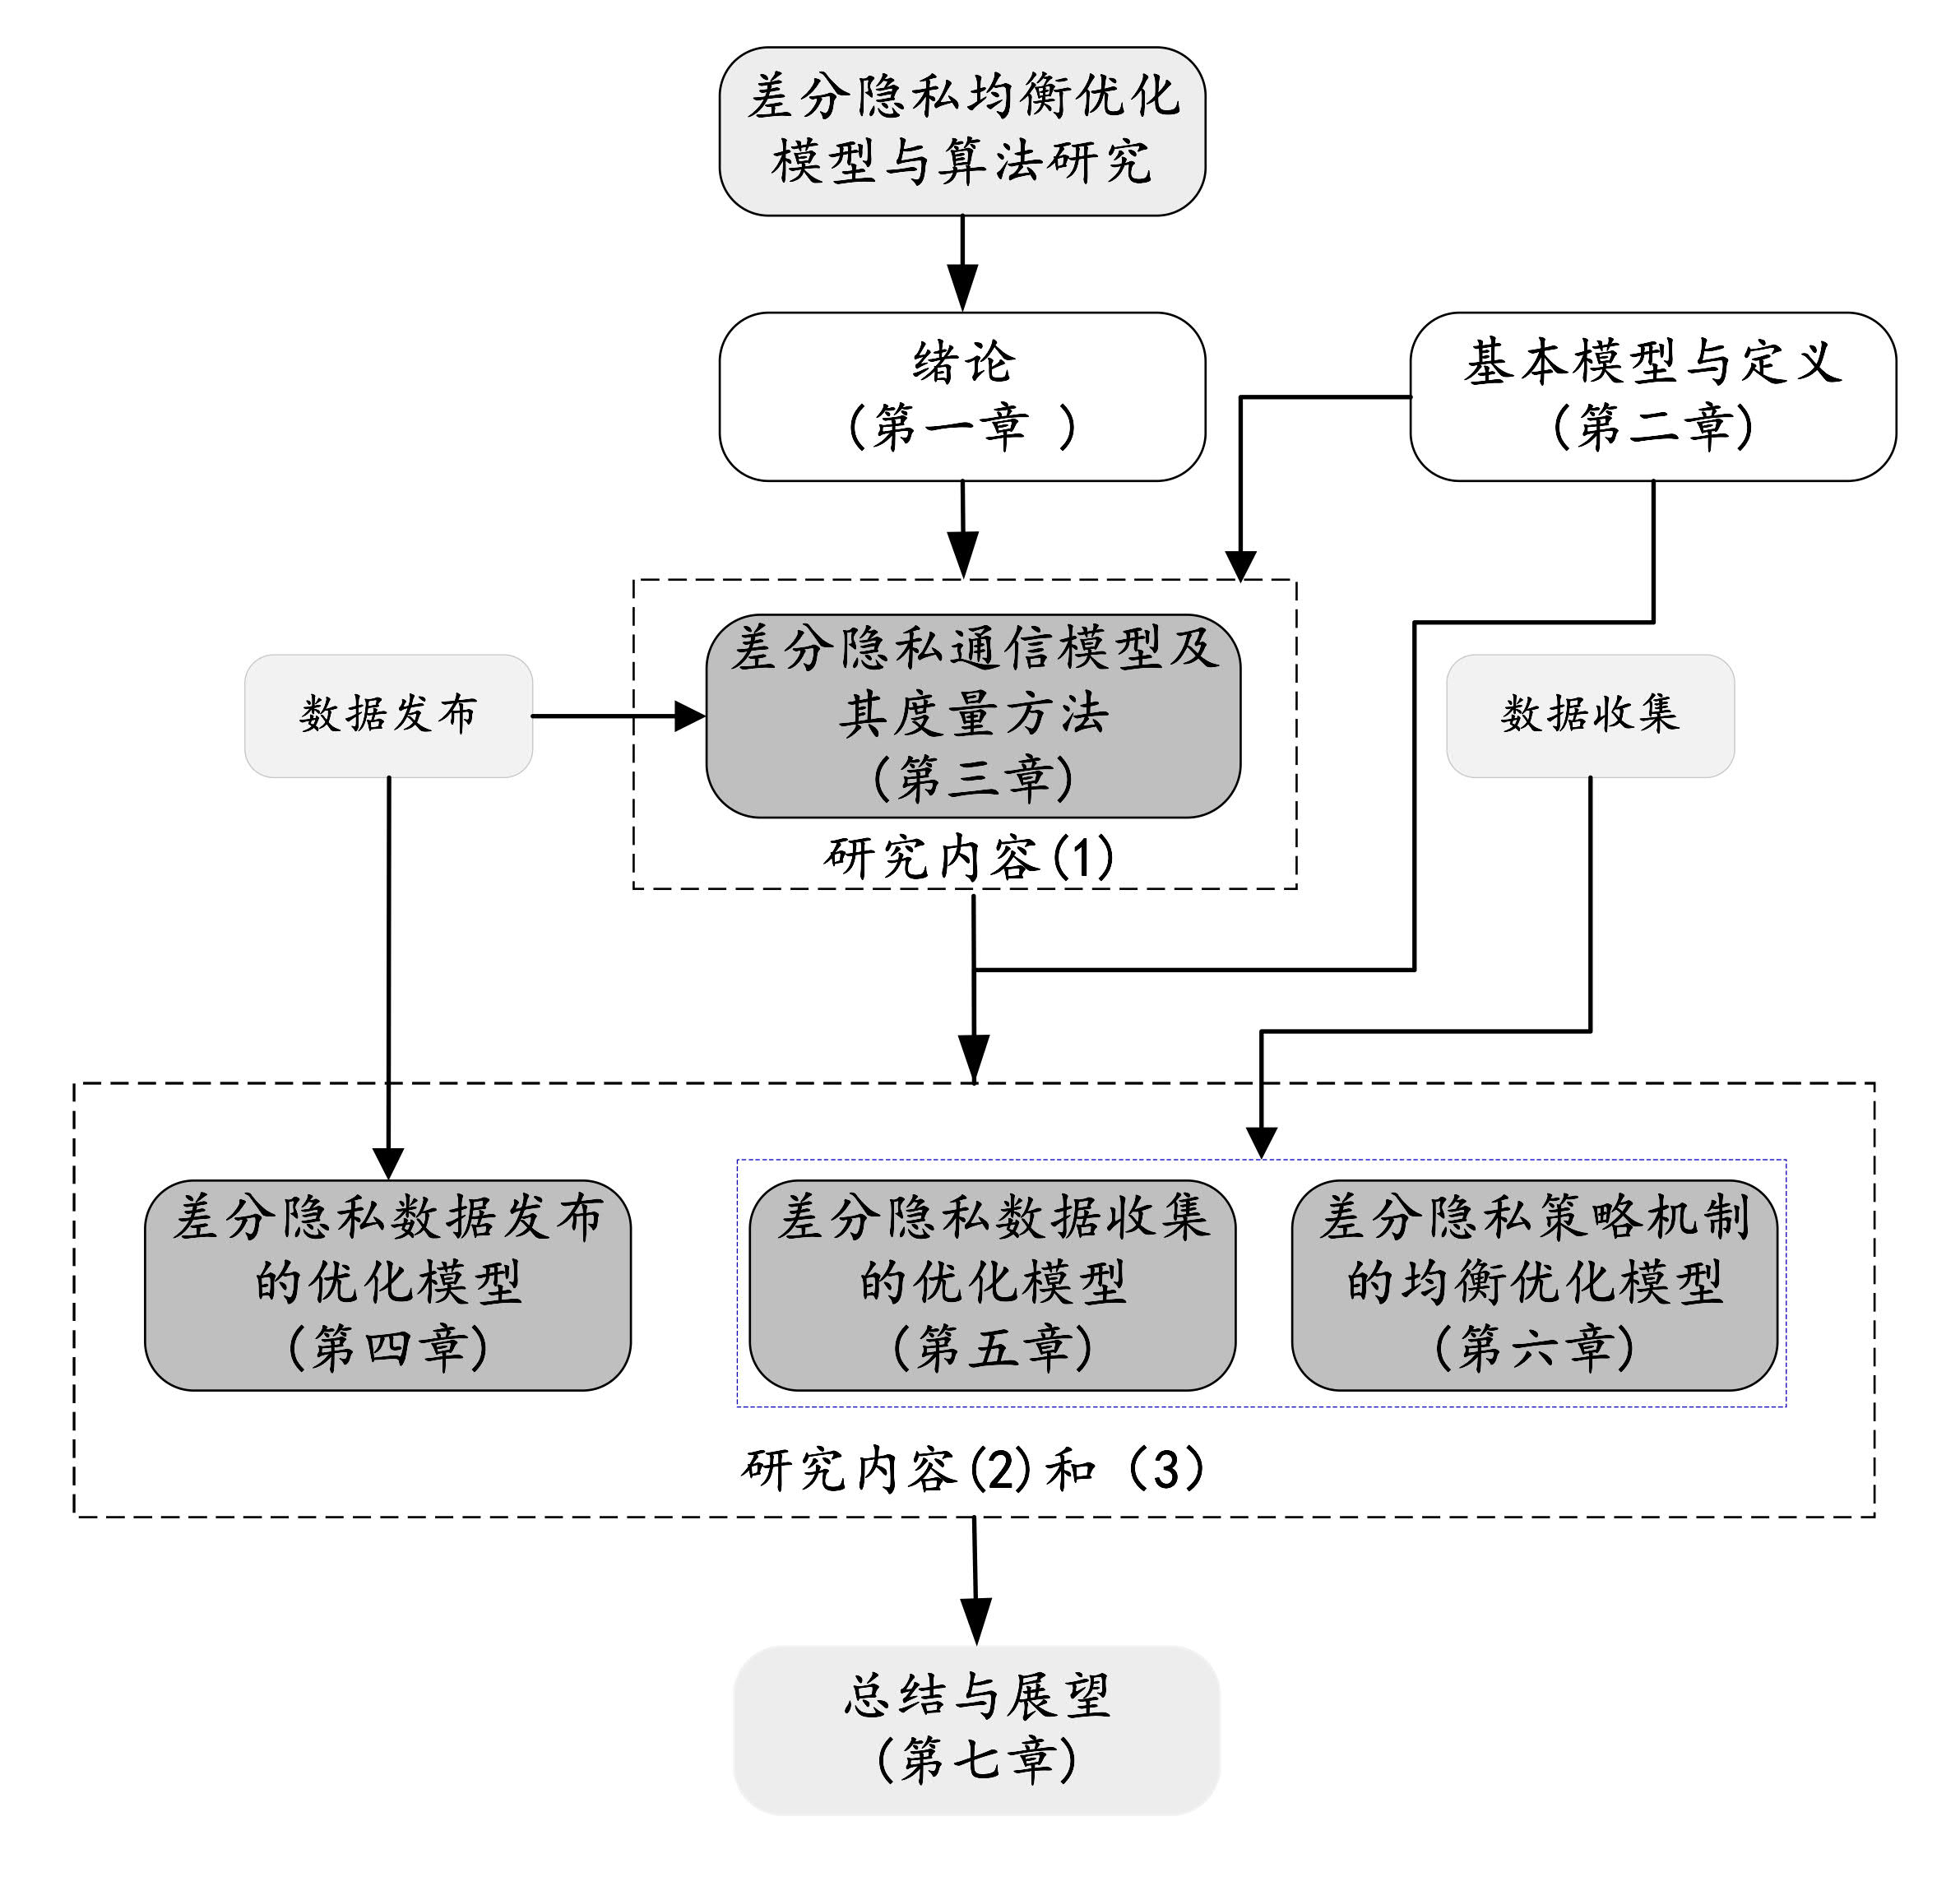 差分隐私均衡优化
模型与算法研究
绪论
（第一章 ）
基本模型与定义
(第二章)
差分隐私通信模型及
其度量方法
(第三章)
研究内容(1)
数据发布
数据收集
差分隐私数据发布
的优化模型
(第四章)
差分隐私数据收集
的优化模型
(第五章)
差分隐私策略机制
的均衡优化模型
(第六章)
研究内容(2)和（3）
总结与展望
(第七章)